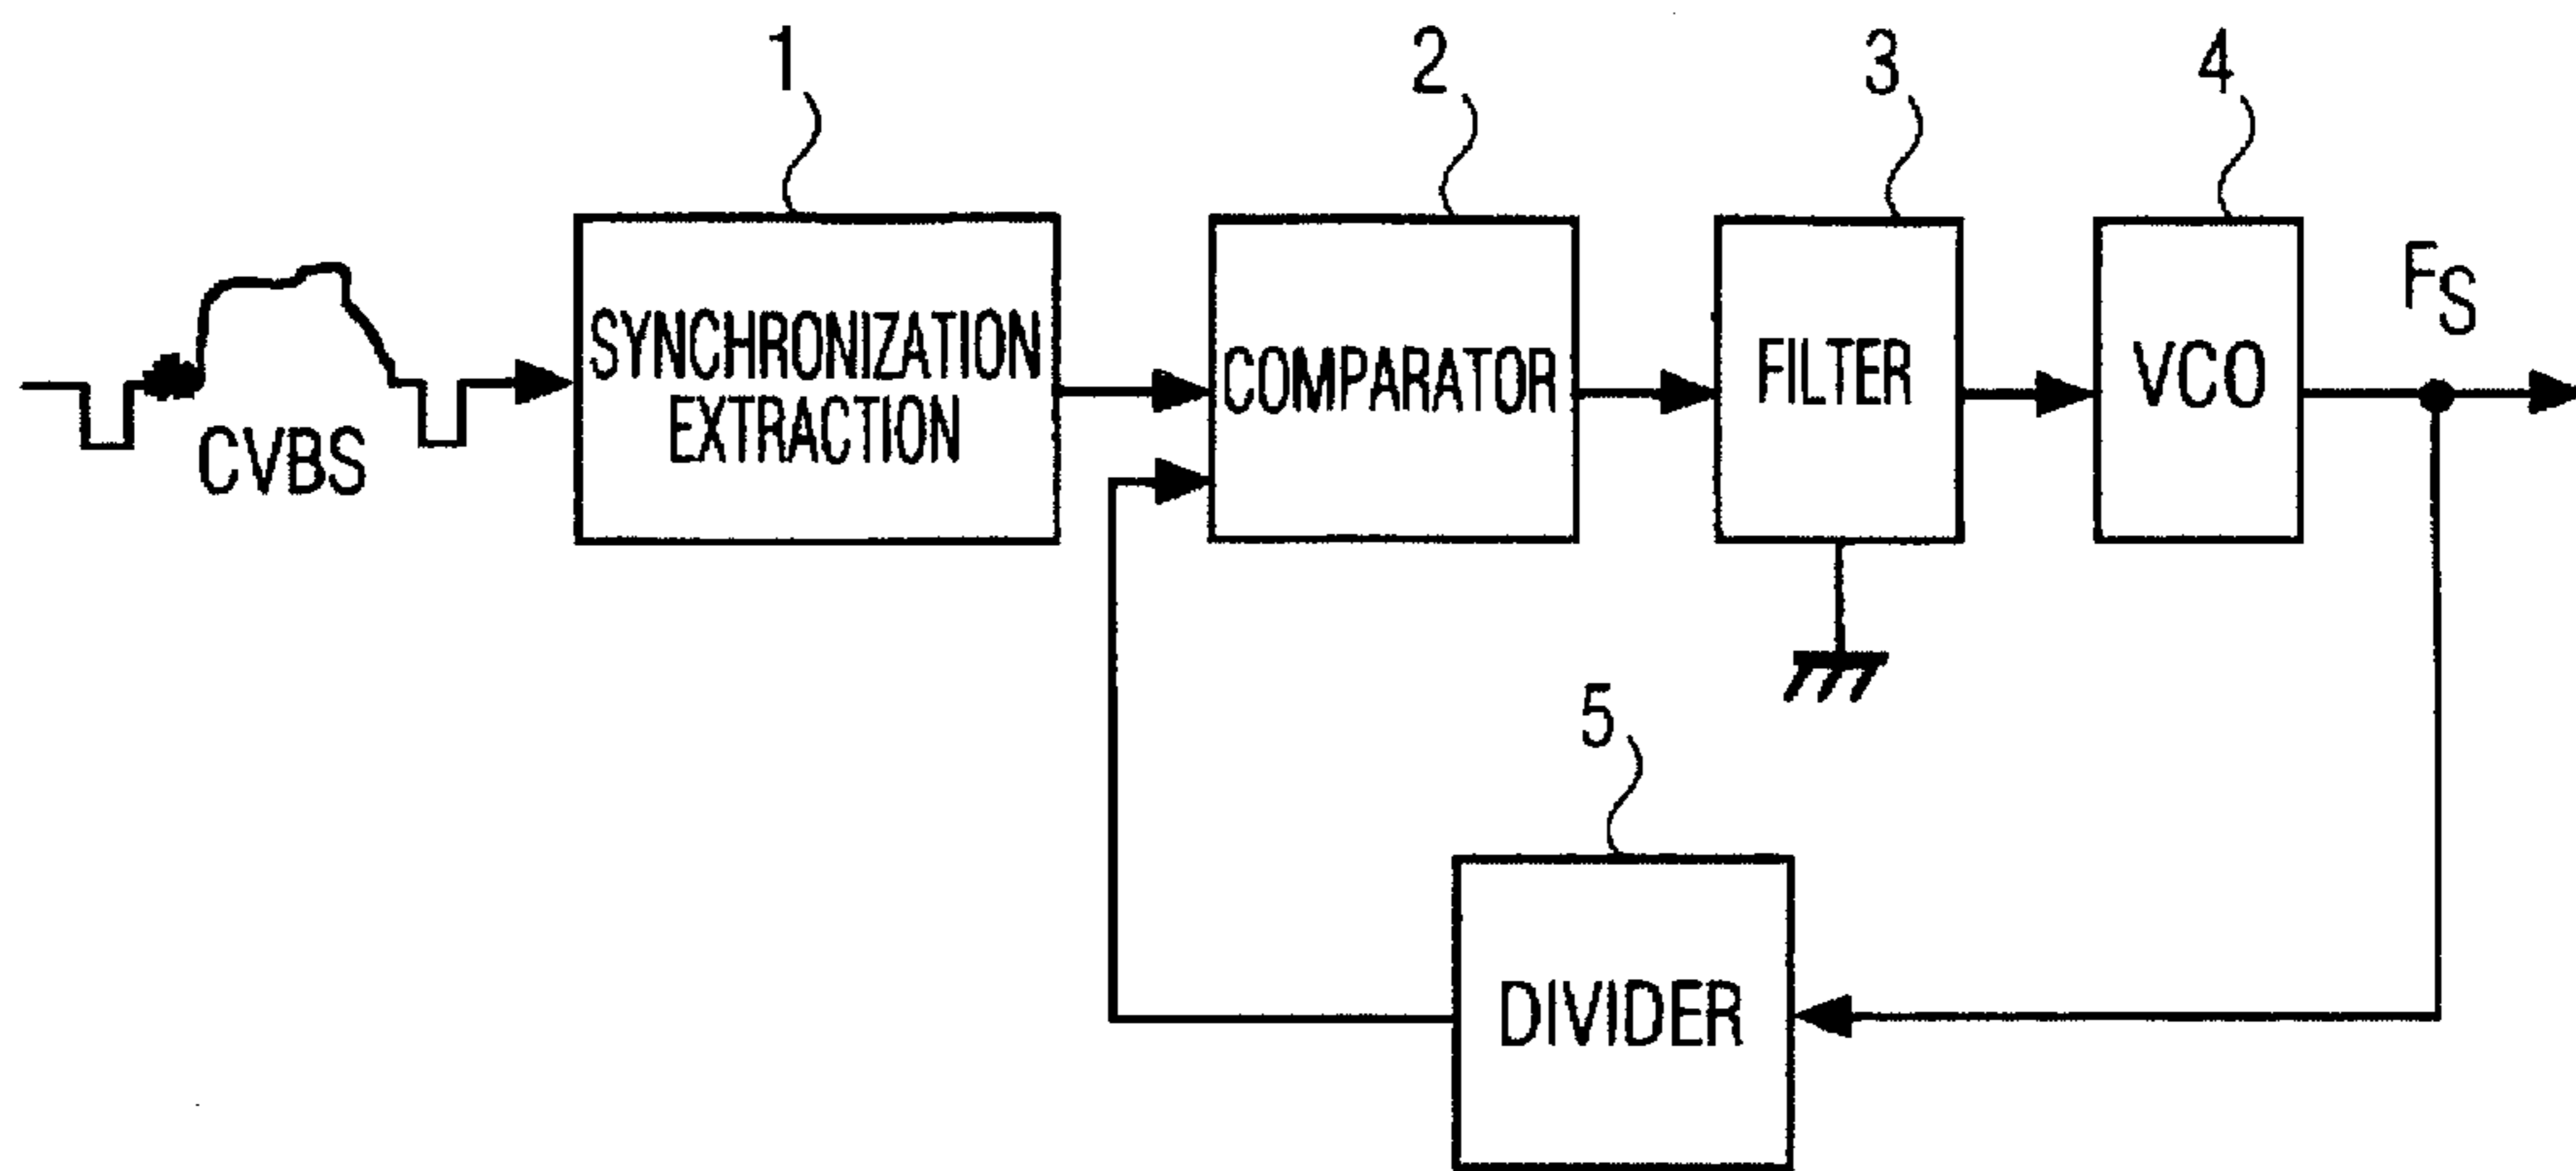 1
2
3
4
SYNCHRONIZATION
EXTRACTION
COMPARATOR
FILTER
VCO
FS
CVBS
5
DIVIDER